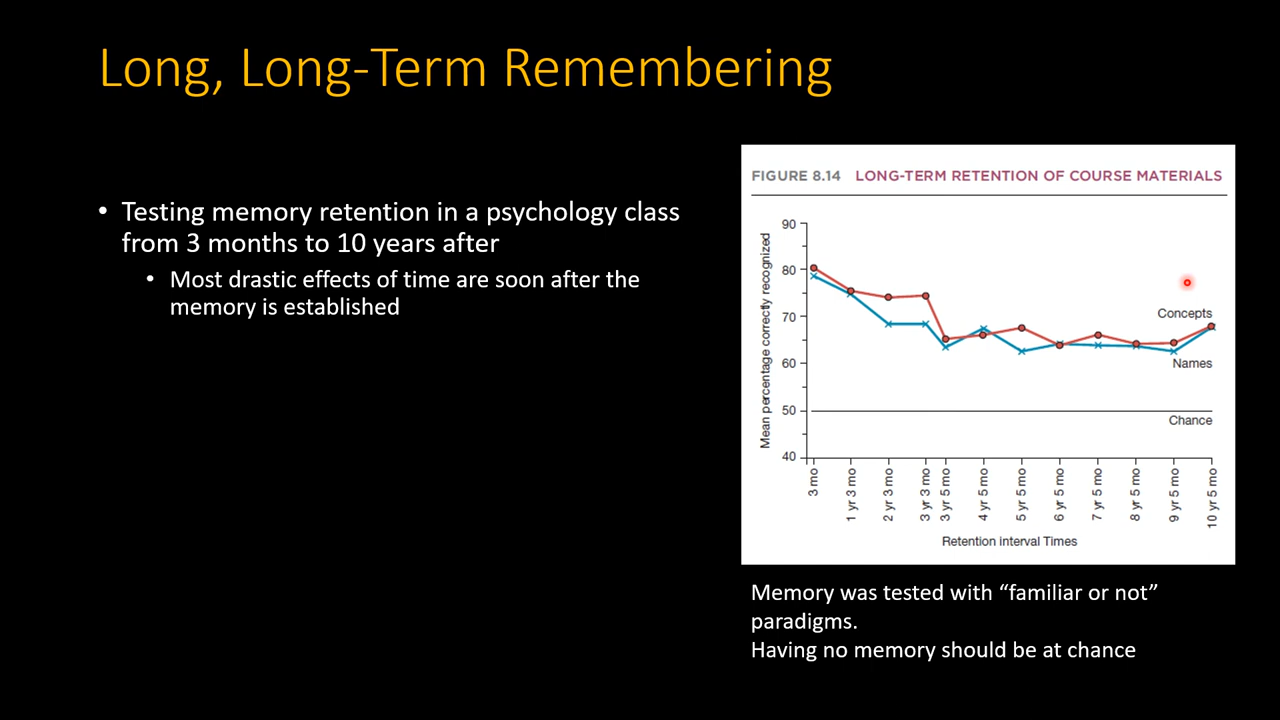 Long, Long-Term Remembering
• Testing memory retention in a psychology class
from 3 months to 10 years after
• Most drastic effects of time are soon after the
memory is established
FIGURE 8.14 LONG-TERM RETENTION OF COURSE MATERIALS
Mean percentage correctly recognized
90
80
70
60
50
40
Concepts
Names
Chance
3 mo
1 yr 3 mo
2 yr 3 mo
3 yr 3 mo
3 yr 5 mo
4 yr 5 mo
5 yr 5 mo
6 yr 5 mo
7 yr 5 mo
8 yr 5 mo
9 yr 5 mo
10 yr 5 mo
Retention interval Times
Memory was tested with “familiar or not”
paradigms.
Having no memory should be at chance